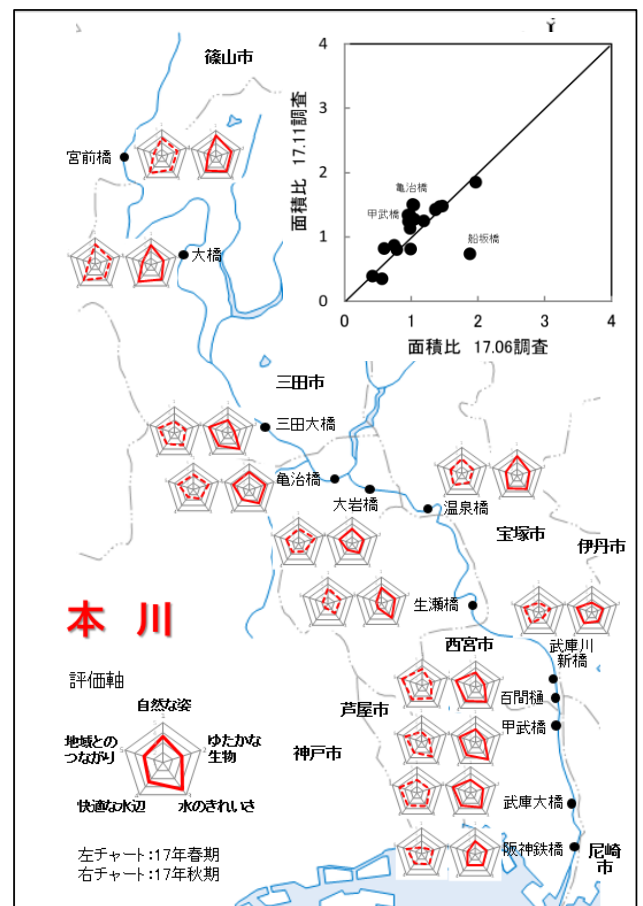 篠山市
宮前橋
大橋
4
3
2
1
0
面積比 17.11調査
亀治橋
甲武橋
船坂橋
0
1
2
3
4
面積比 17.06調査
三田市
三田大橋
亀治橋
大岩橋
温泉橋
宝塚市
伊丹市
生瀬橋
本 川
西宮市
武庫川
新橋
評価軸
自然な姿
地域との
つながり
ゆたかな
生物
快適な水辺
水のきれいさ
芦屋市
神戸市
百間樋
甲武橋
武庫大橋
阪神鉄橋
尼崎
市
左チャート:17年春期
右チャート:17年秋期